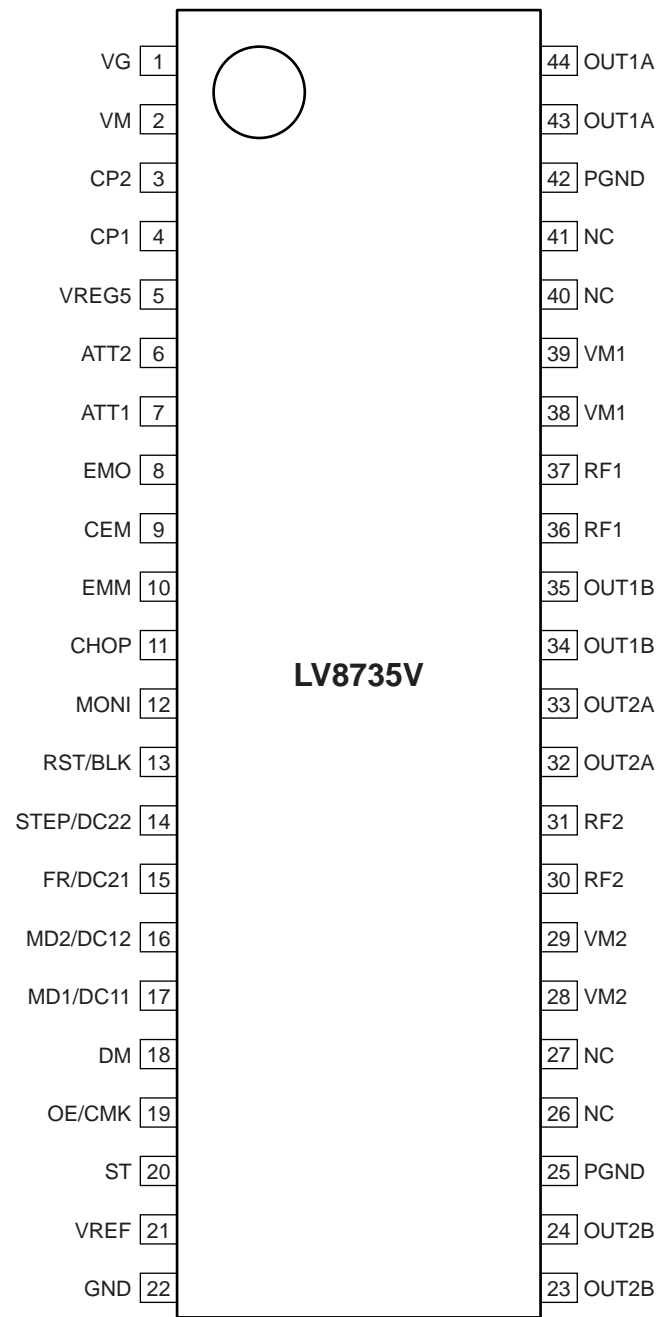 VG 1 44 OUT1A
VM 2 43 OUT1A
CP2 3 42 PGND
CP1 4 41 NC
VREG5 5 40 NC
ATT2 6 39 VM1
ATT1 7 38 VM1
EMO 8 37 RF1
CEM 9 36 RF1
EMM 10 35 OUT1B
CHOP 11 34 OUT1B
LV8735V
MONI 12 33 OUT2A
RST/BLK 13 32 OUT2A
STEP/DC22 14 31 RF2
FR/DC21 15 30 RF2
MD2/DC12 16 29 VM2
MD1/DC11 17 28 VM2
DM 18 27 NC
OE/CMK 19 26 NC
ST 20 25 PGND
VREF 21 24 OUT2B
GND 22 23 OUT2B